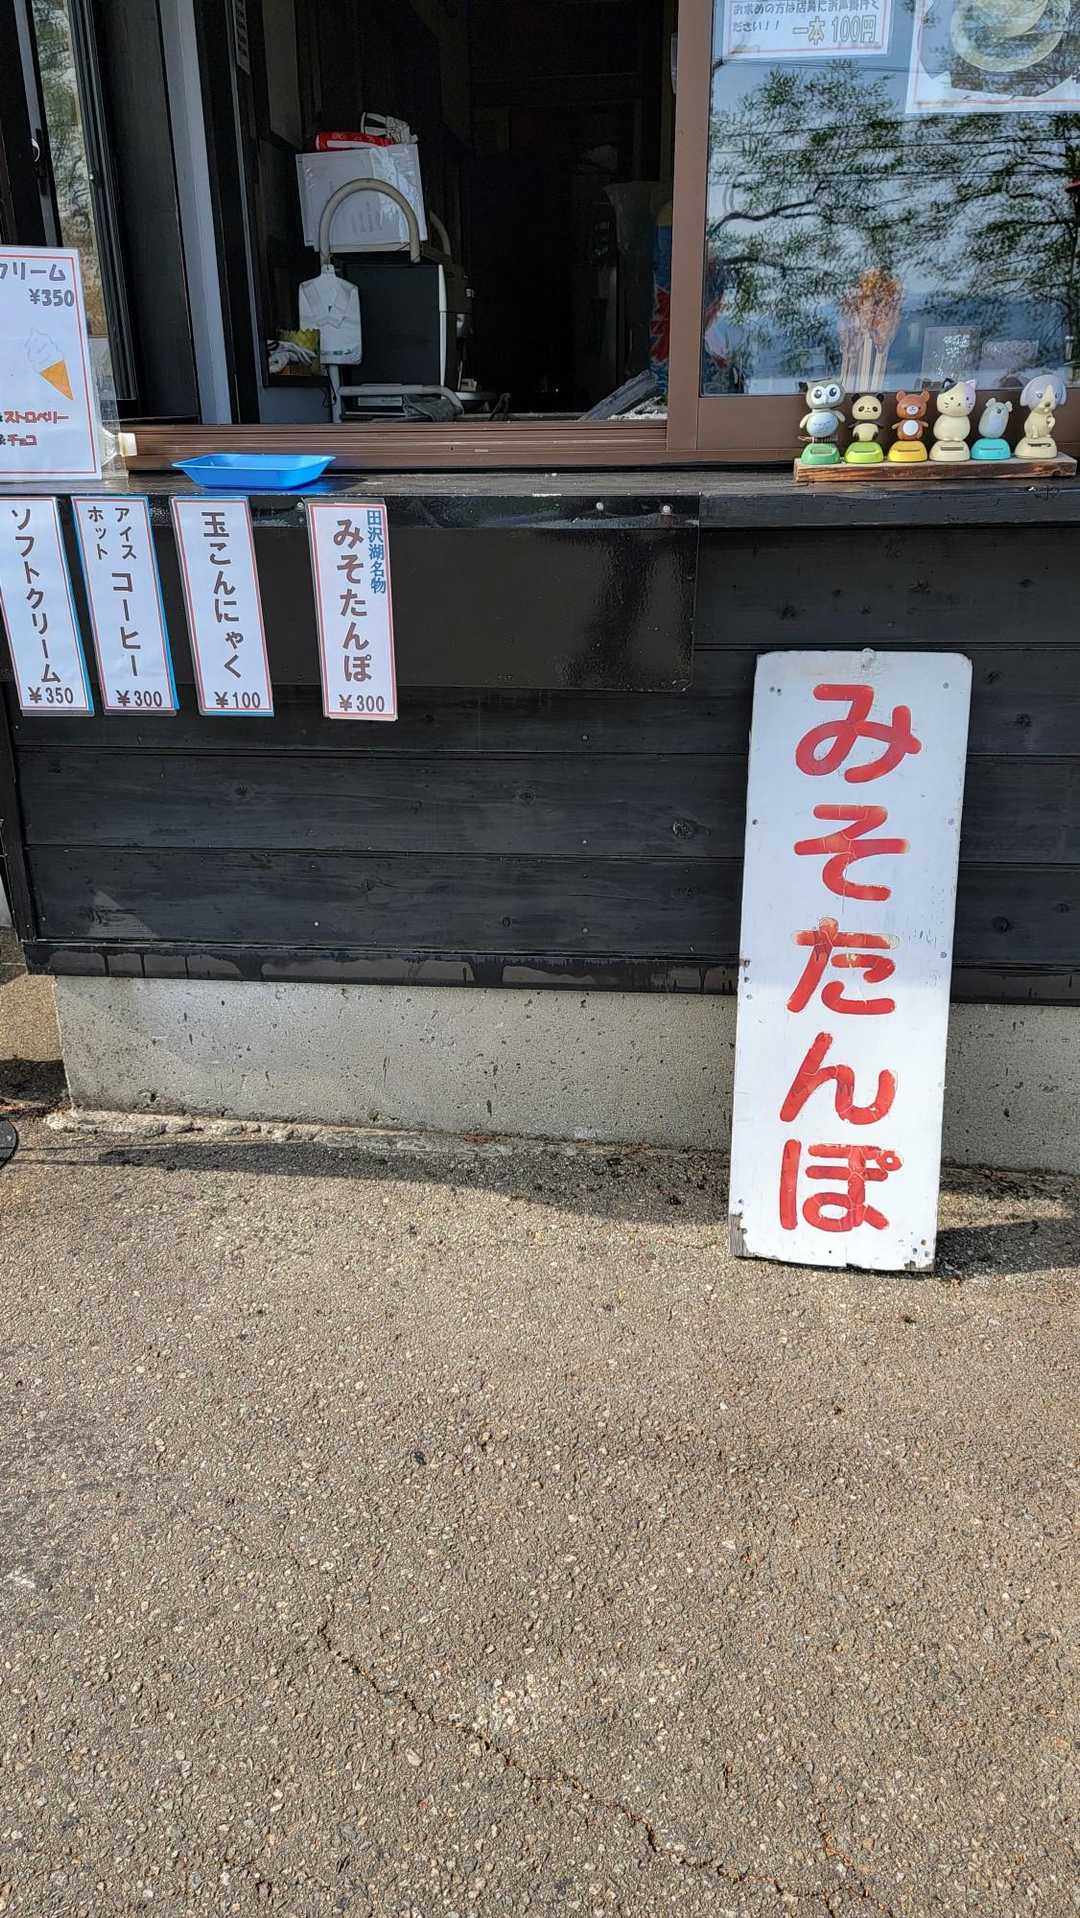 お求めの方は店員にお声掛けく
ださい!!
一本 100円
クリーム
¥350
&ストロベリー
&チョコ
ソフトクリーム
¥350
アイス
ホット
コーヒー
¥300
玉こんにゃく
¥100
田沢湖名物
みそたんぽ
¥300
みそたんぽ